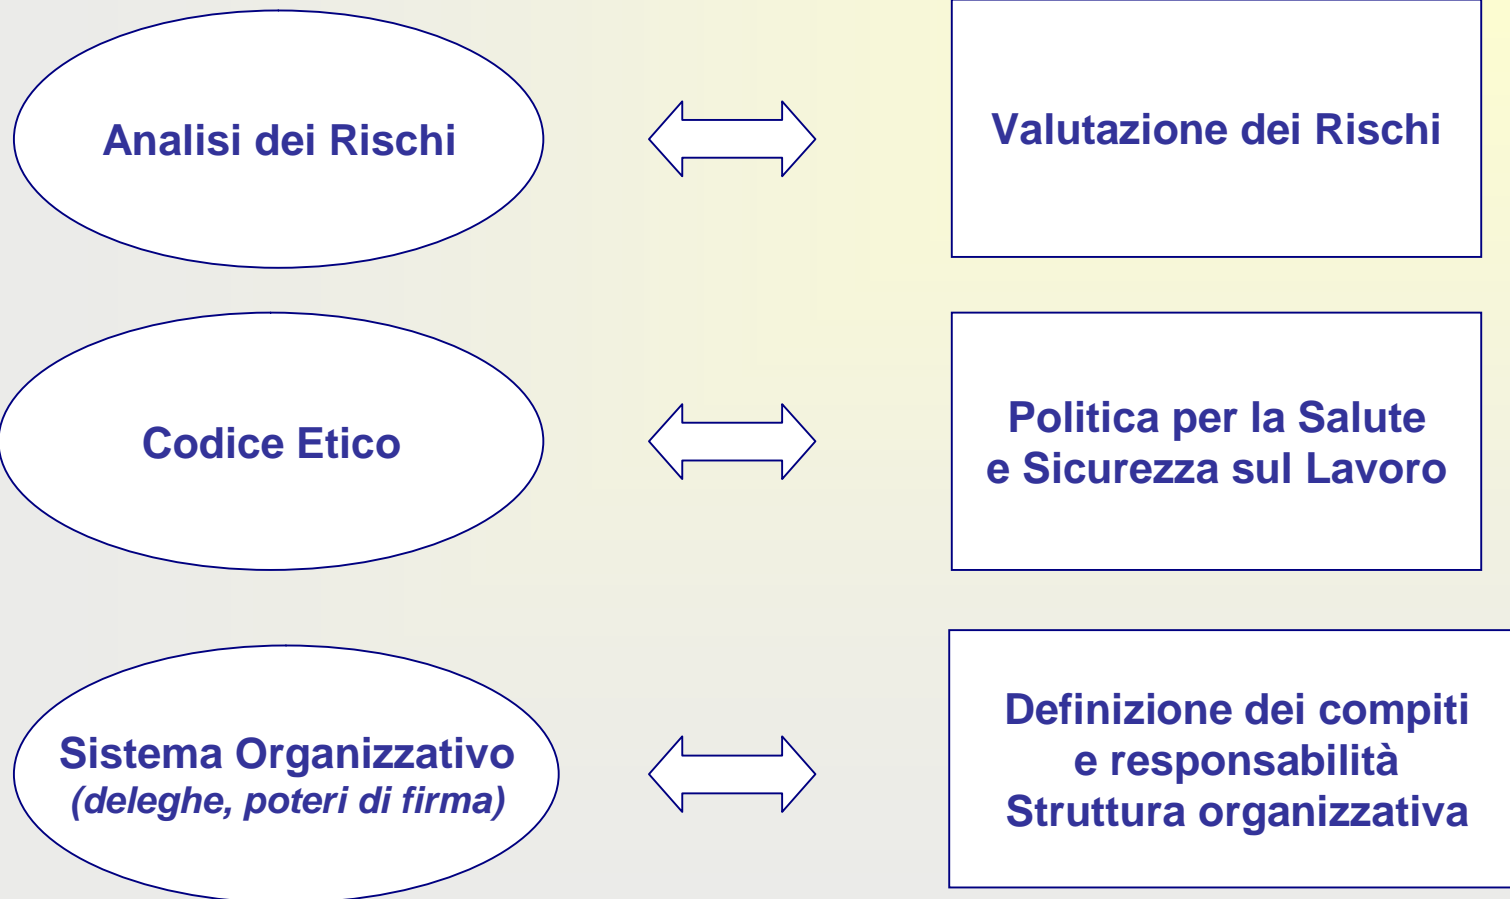 Analisi dei Rischi
Valutazione dei Rischi
Codice Etico
Politica per la Salute
e Sicurezza sul Lavoro
Sistema Organizzativo
(deleghe, poteri di firma)
Definizione dei compiti
e responsabilità
Struttura organizzativa